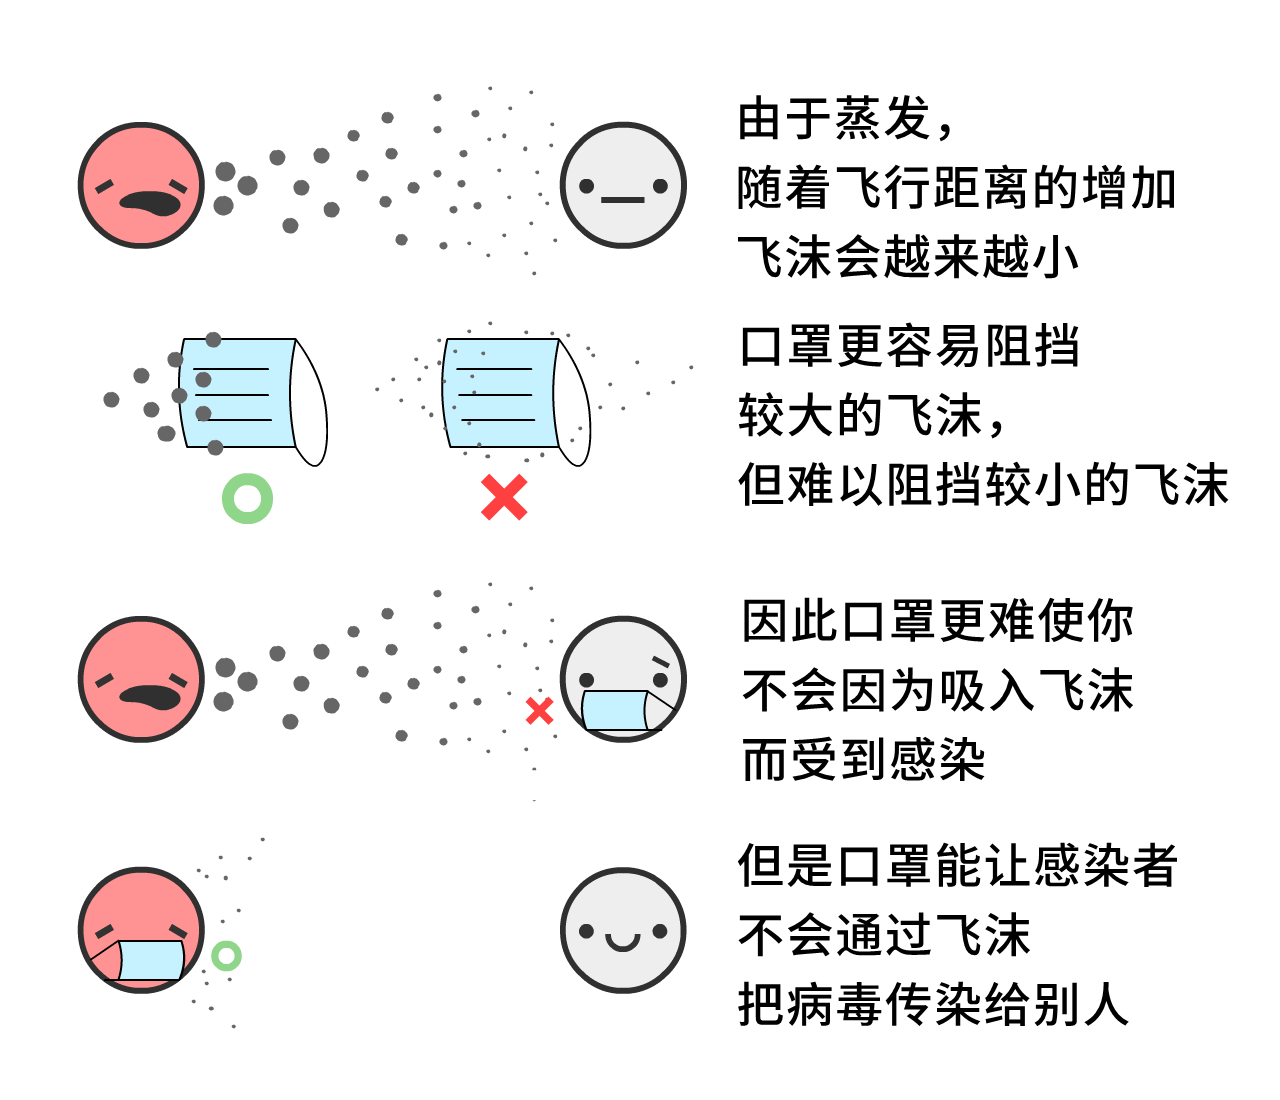 由于蒸发，
随着飞行距离的增加
飞沫会越来越小
口罩更容易阻挡
较大的飞沫，
但难以阻挡较小的飞沫
因此口罩更难使你
不会因为吸入飞沫
而受到感染
但是口罩能让感染者
不会通过飞沫
把病毒传染给别人